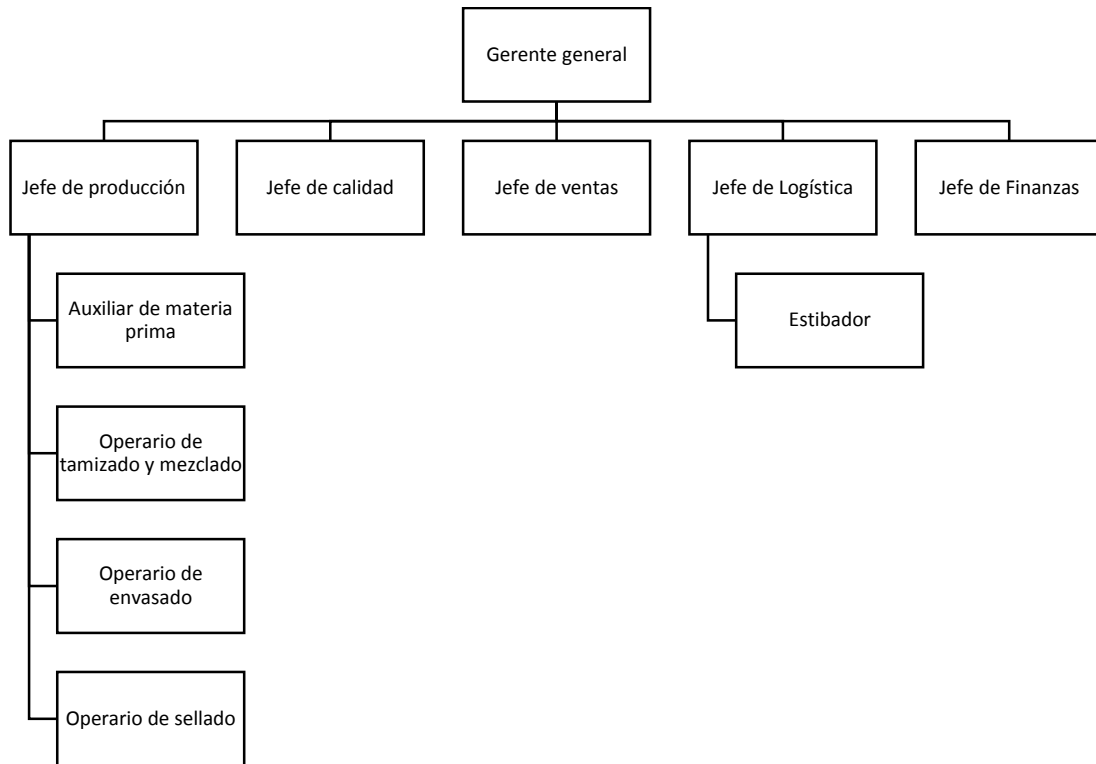 Gerente general
Jefe de producción
Jefe de calidad
Jefe de ventas
Jefe de Logística
Jefe de Finanzas
Auxiliar de materia
prima
Estibador
Operario de
tamizado y mezclado
Operario de
envasado
Operario de sellado